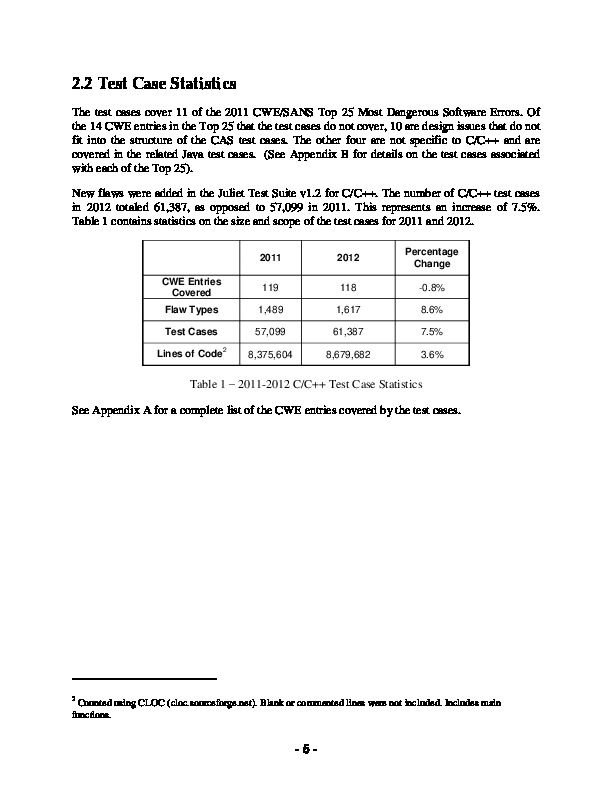 2.2 Test Case Statistics
The test cases cover 11 of the 2011 CWE/SANS Top 25 Most Dangerous Software Errors. Of
the 14 CWE entries in the Top 25 that the test cases do not cover, 10 are design issues that do not
fit into the structure of the CAS test cases. The other four are not specific to C/C++ and are
covered in the related Java test cases. (See Appendix B for details on the test cases associated
with each of the Top 25).
New flaws were added in the Juliet Test Suite v1.2 for C/C++. The number of C/C++ test cases
in 2012 totaled 61,387, as opposed to 57,099 in 2011. This represents an increase of 7.5%.
Table 1 contains statistics on the size and scope of the test cases for 2011 and 2012.
2011 2012 Percentage
Change
CWE Entries
Covered 119 118 -0.8%
Flaw Types 1,489 1,617 8.6%
Test Cases 57,099 61,387 7.5%
Lines of Code2 8,375,604 8,679,682 3.6%
Table 1 – 2011-2012 C/C++ Test Case Statistics
See Appendix A for a complete list of the CWE entries covered by the test cases.
2 Counted using CLOC (cloc.sourceforge.net). Blank or commented lines were not included. Includes main
functions.
- 6 -